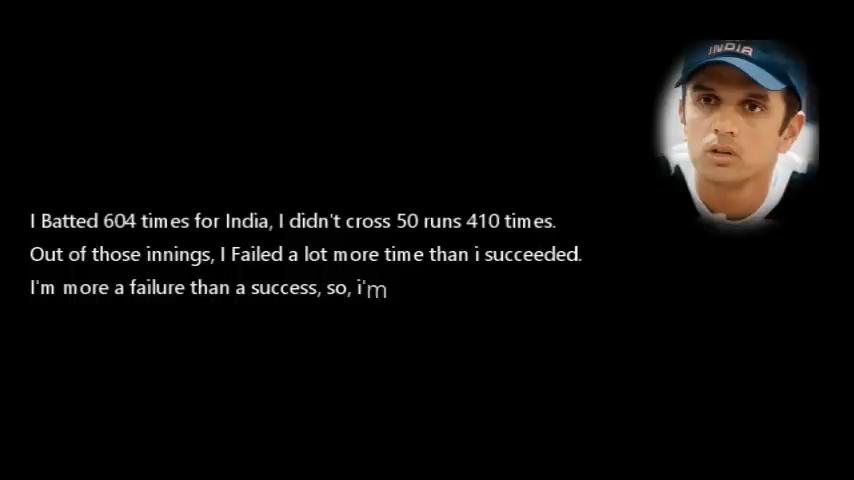 INDIA
I Batted 604 times for India, I didn't cross 50 runs 410 times.
Out of those innings, I Failed a lot more time than i succeeded.
I'm more a failure than a success, so, i'm